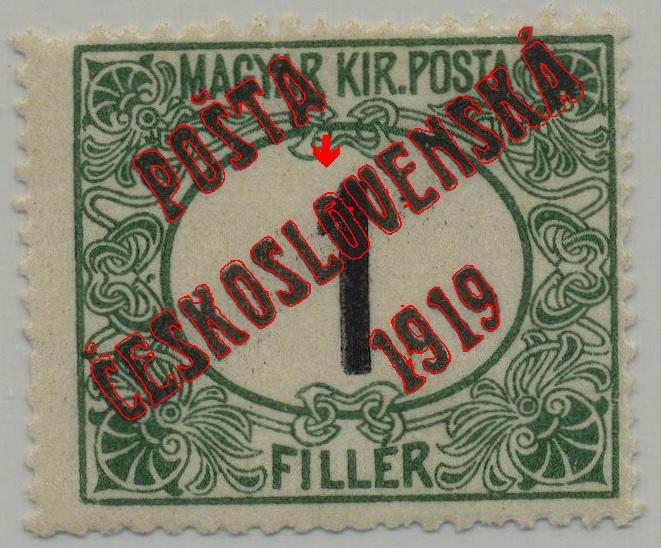 MAGYAR KIR. POSTA
POŠTA
ČESKOSLOVENSKÁ
1919
1
FILLER